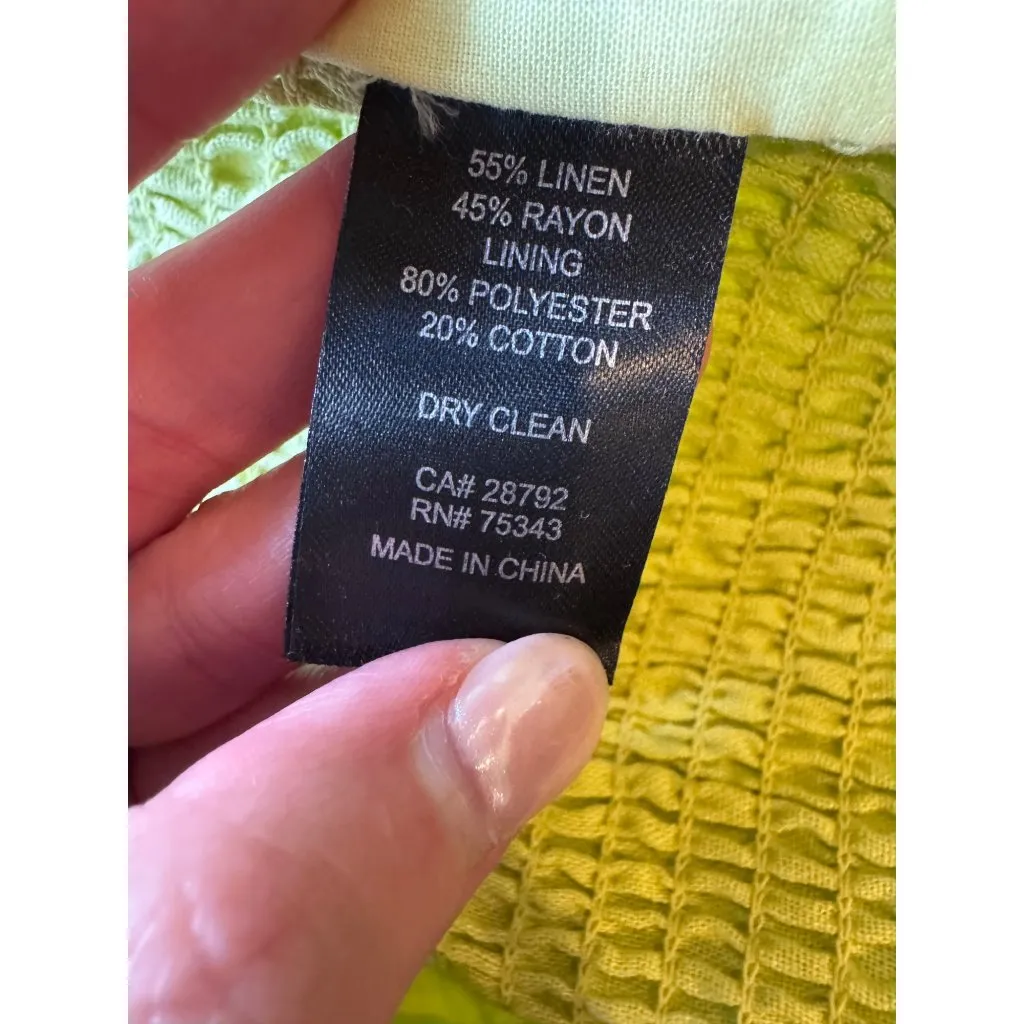 55% LINEN
45% RAYON
LINING
80% POLYESTER
20% COTTON
DRY CLEAN
CA# 28792
RN# 75343
MADE IN CHINA